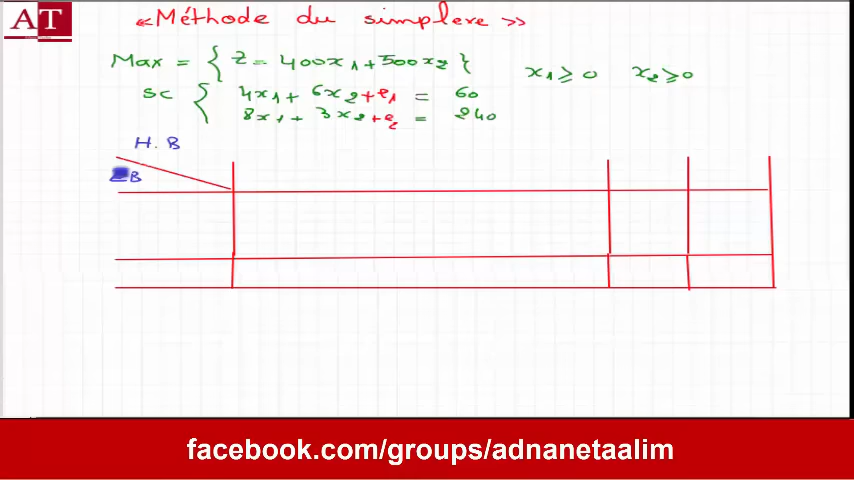 AT
«Méthode du simplexe»
Max = { Z = 400x1 + 500x2 }
x1 ≥ 0 x2 ≥ 0
SC { 4x1 + 6x2 + e1 = 60
8x1 + 3x2 + e2 = 240
H.B
B
facebook.com/groups/adnanetaalim